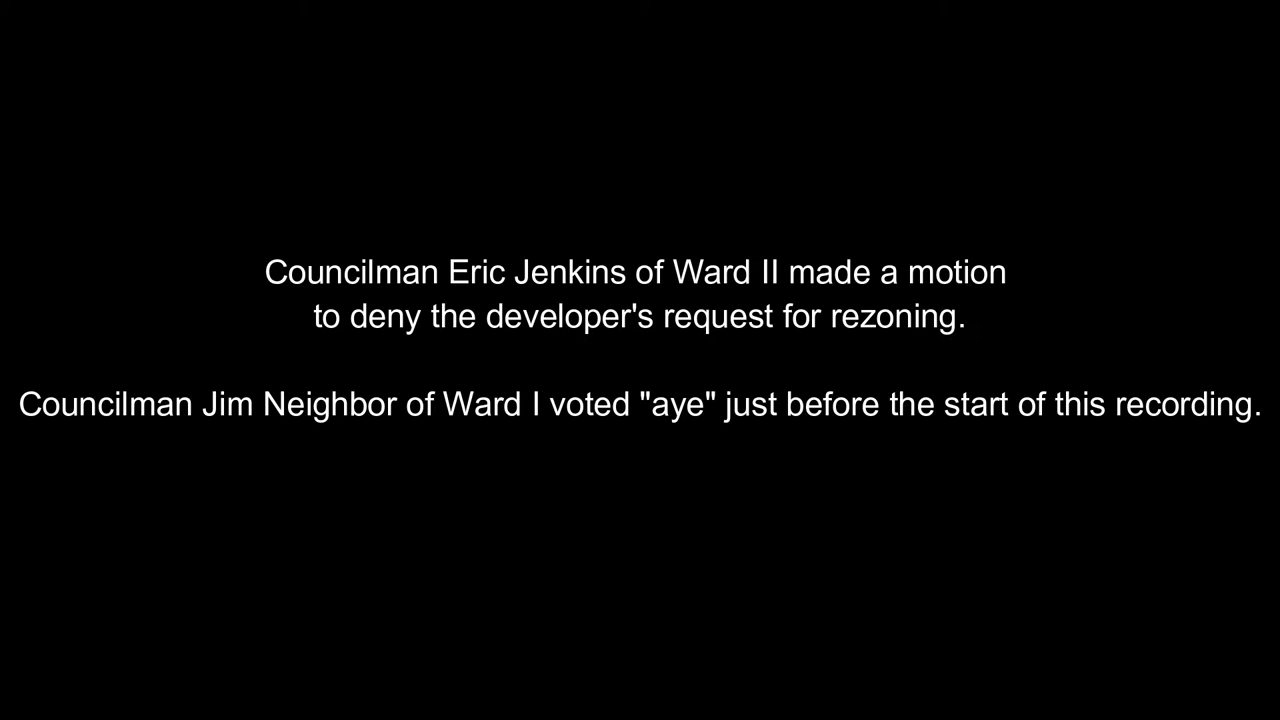 Councilman Eric Jenkins of Ward II made a motion
to deny the developer's request for rezoning.
Councilman Jim Neighbor of Ward I voted "aye" just before the start of this recording.